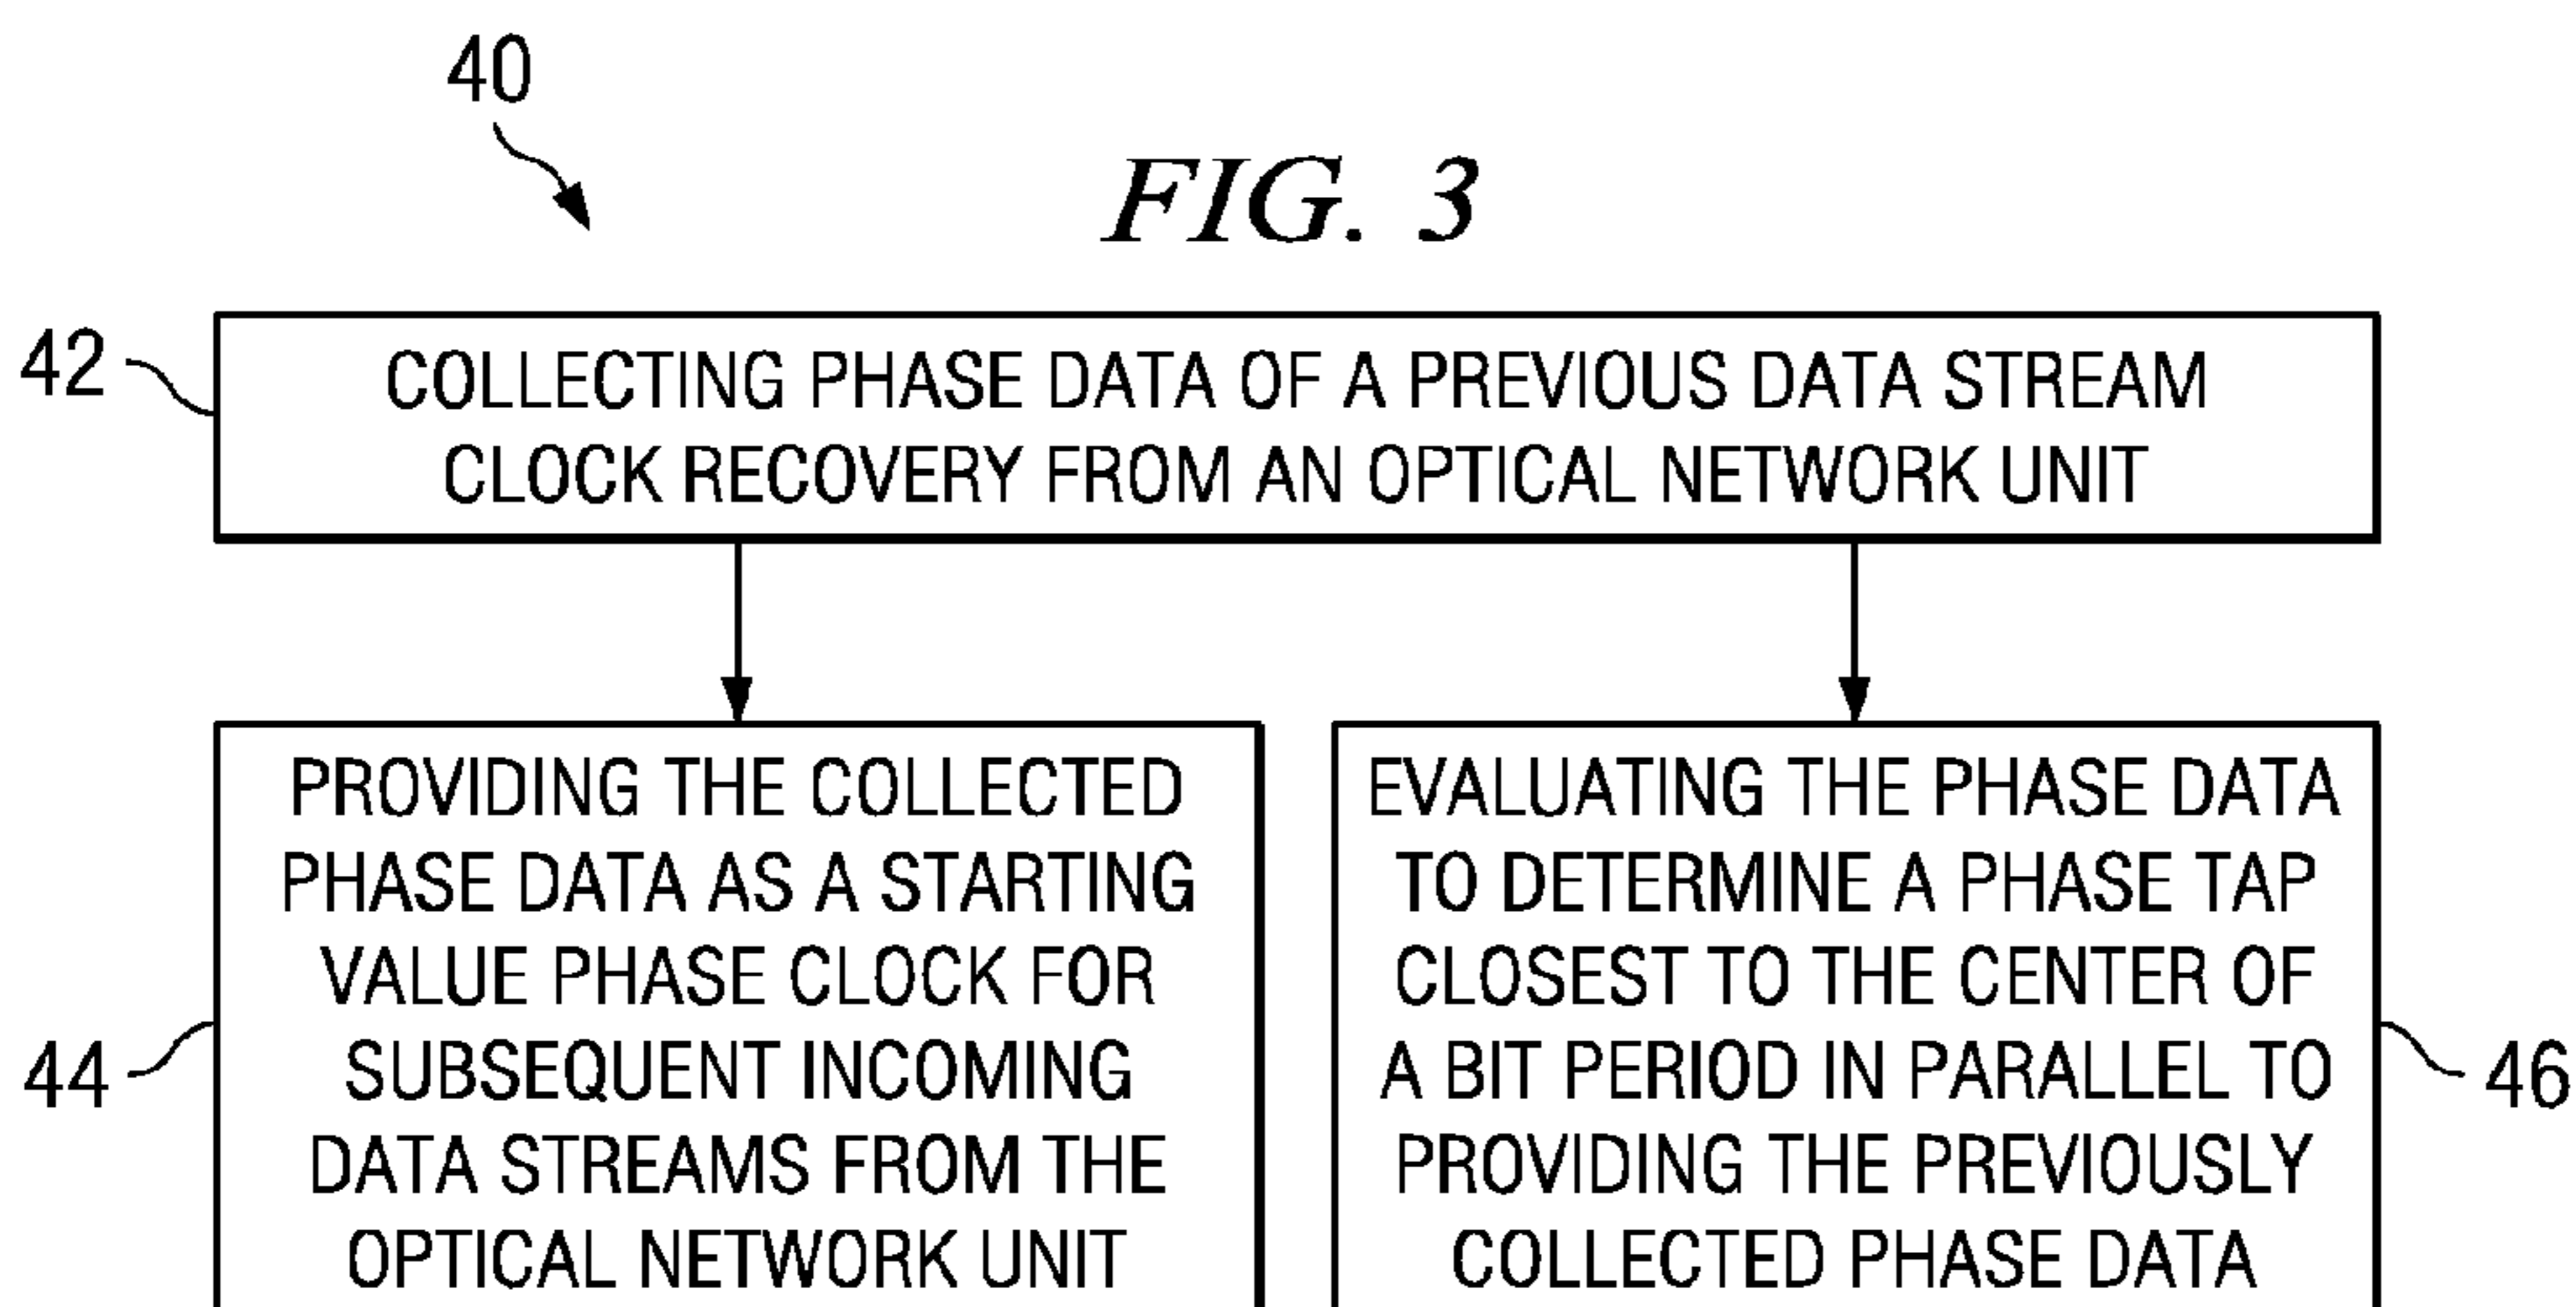 40
FIG. 3
42
COLLECTING PHASE DATA OF A PREVIOUS DATA STREAM
CLOCK RECOVERY FROM AN OPTICAL NETWORK UNIT
44
PROVIDING THE COLLECTED
PHASE DATA AS A STARTING
VALUE PHASE CLOCK FOR
SUBSEQUENT INCOMING
DATA STREAMS FROM THE
OPTICAL NETWORK UNIT
EVALUATING THE PHASE DATA
TO DETERMINE A PHASE TAP
CLOSEST TO THE CENTER OF
A BIT PERIOD IN PARALLEL TO
PROVIDING THE PREVIOUSLY
COLLECTED PHASE DATA
46